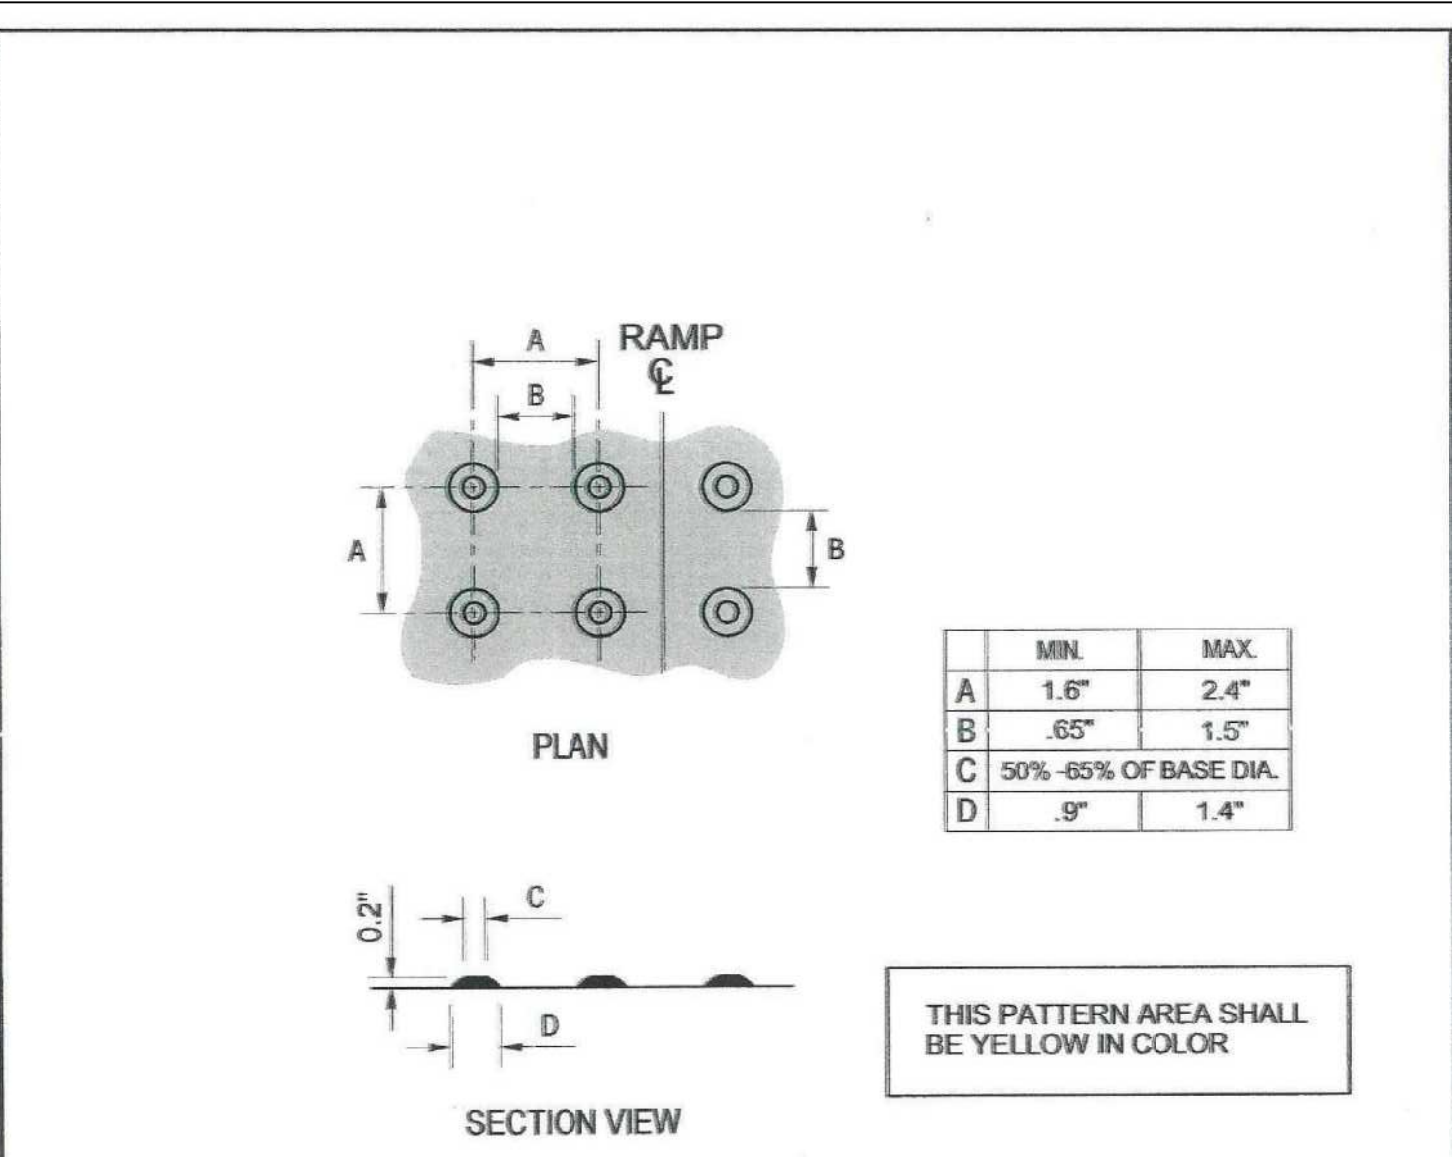 A
RAMP
℄
B
A
B
PLAN
MIN. MAX.
A 1.6" 2.4"
B .65" 1.5"
C 50% -65% OF BASE DIA.
D .9" 1.4"
0.2"
C
D
SECTION VIEW
THIS PATTERN AREA SHALL
BE YELLOW IN COLOR